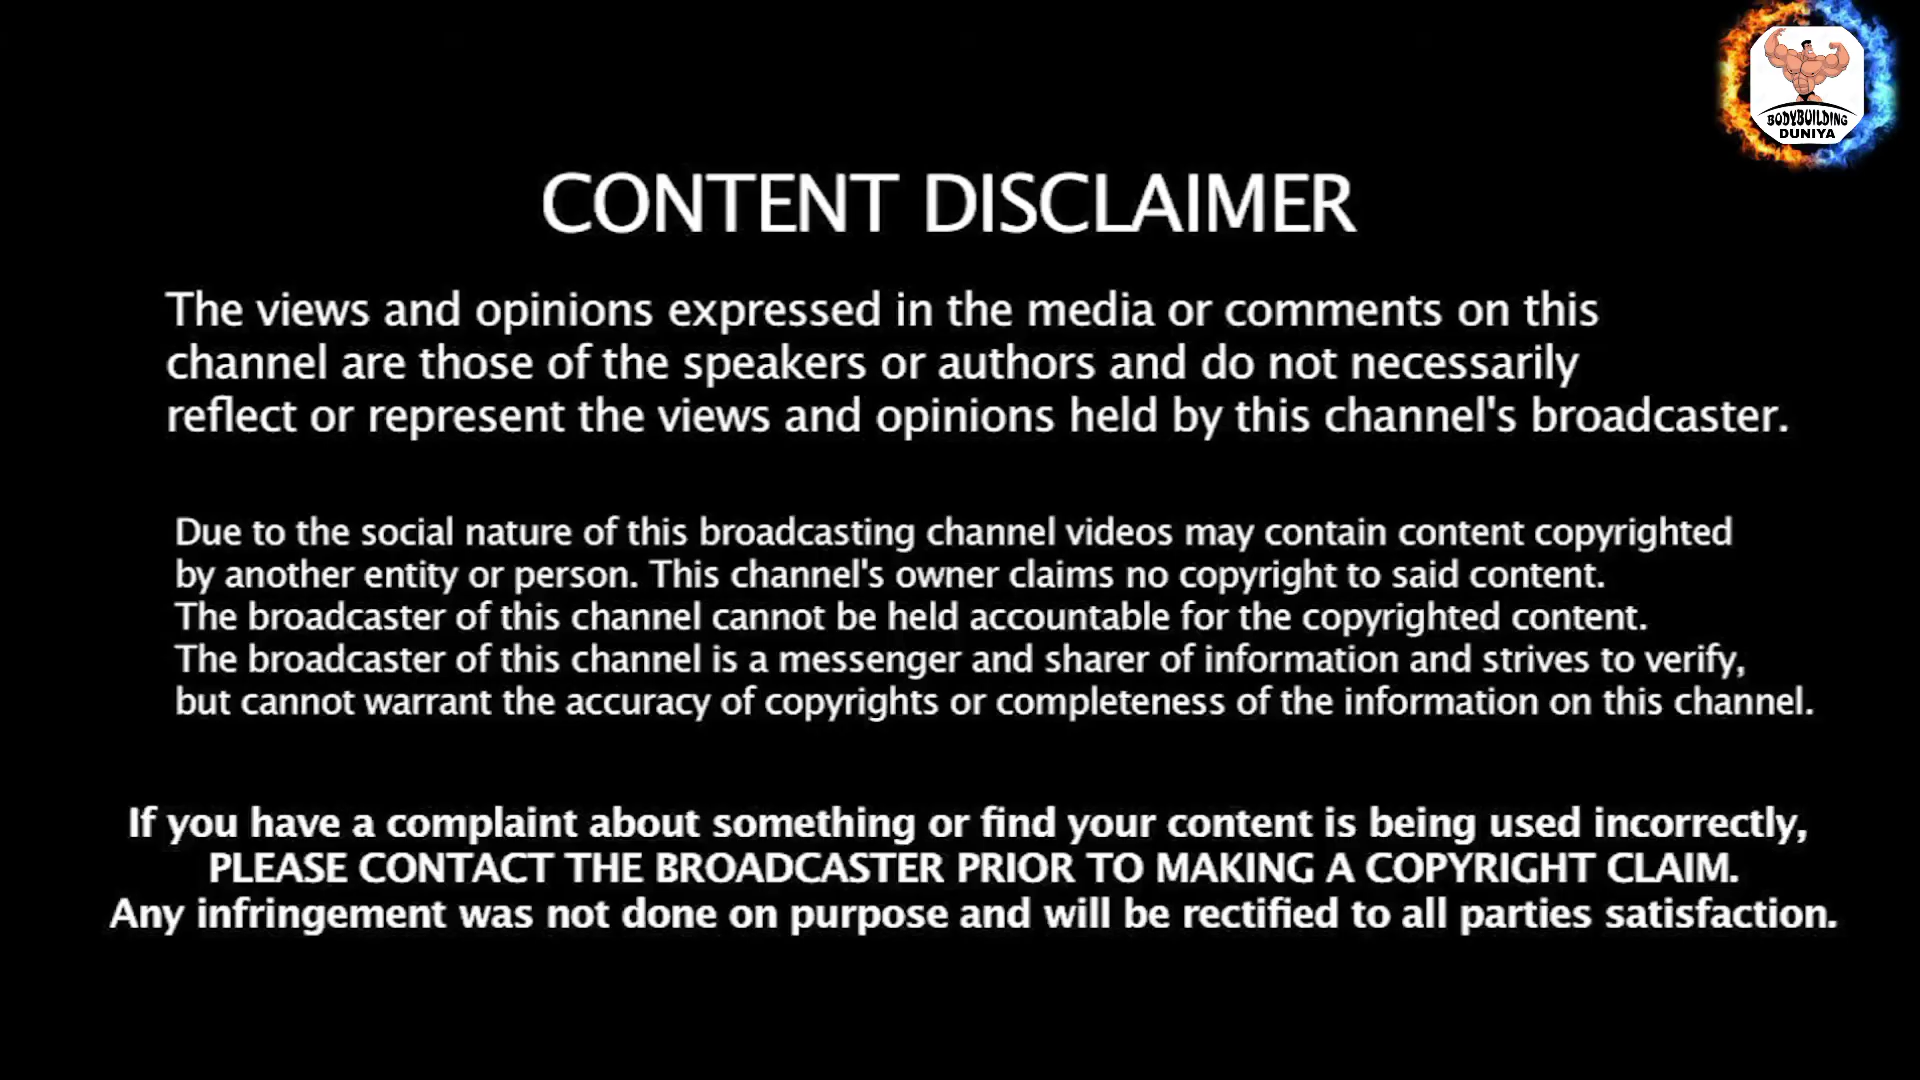 BODYBUILDING
DUNIYA
CONTENT DISCLAIMER
The views and opinions expressed in the media or comments on this
channel are those of the speakers or authors and do not necessarily
reflect or represent the views and opinions held by this channel's broadcaster.
Due to the social nature of this broadcasting channel videos may contain content copyrighted
by another entity or person. This channel's owner claims no copyright to said content.
The broadcaster of this channel cannot be held accountable for the copyrighted content.
The broadcaster of this channel is a messenger and sharer of information and strives to verify,
but cannot warrant the accuracy of copyrights or completeness of the information on this channel.
If you have a complaint about something or find your content is being used incorrectly,
PLEASE CONTACT THE BROADCASTER PRIOR TO MAKING A COPYRIGHT CLAIM.
Any infringement was not done on purpose and will be rectified to all parties satisfaction.